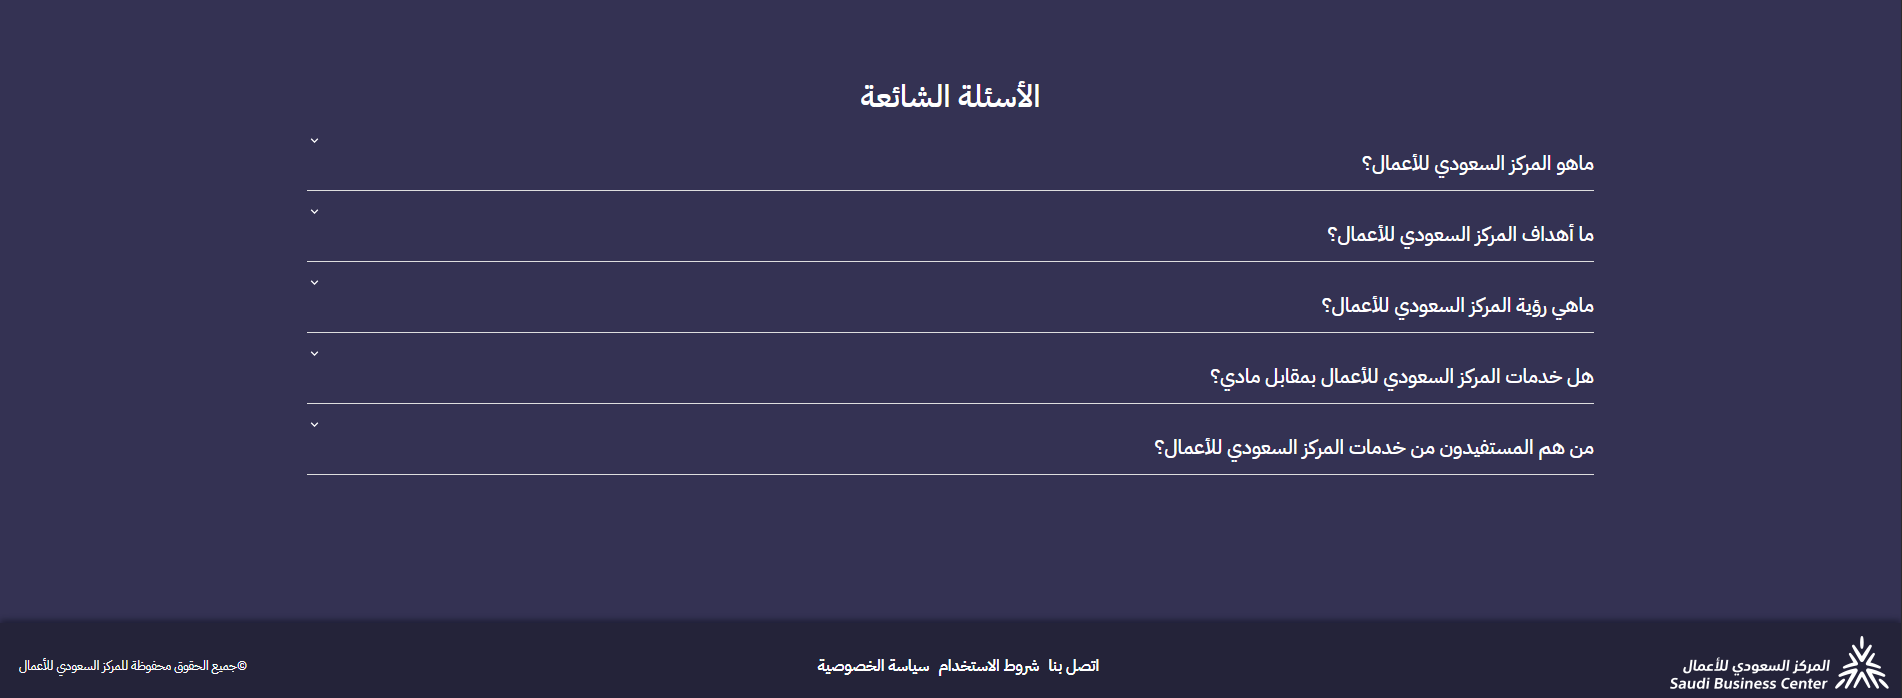 الأسئلة الشائعة
ماهو المركز السعودي للأعمال؟
ما أهداف المركز السعودي للأعمال؟
ماهي رؤية المركز السعودي للأعمال؟
هل خدمات المركز السعودي للأعمال بمقابل مادي؟
من هم المستفيدون من خدمات المركز السعودي للأعمال؟
المركز السعودي للأعمال
Saudi Business Center
اتصل بنا شروط الاستخدام سياسة الخصوصية
©جميع الحقوق محفوظة للمركز السعودي للأعمال